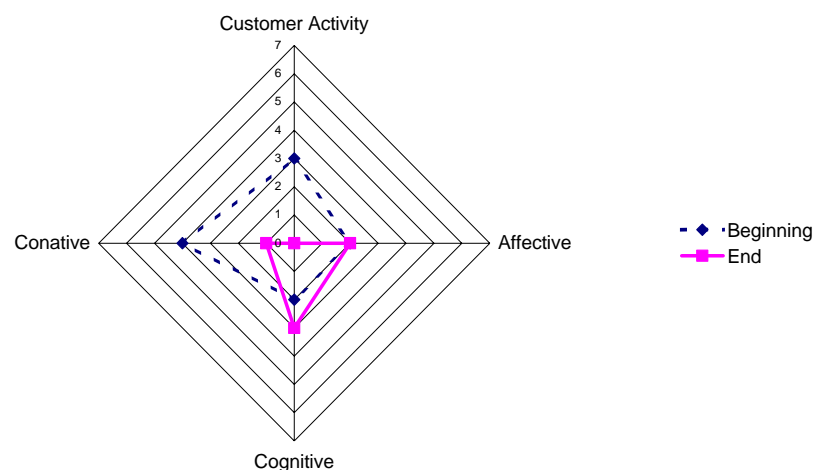 Customer Activity
7
6
5
4
3
2
1
0
Conative
Affective
Cognitive
Beginning
End